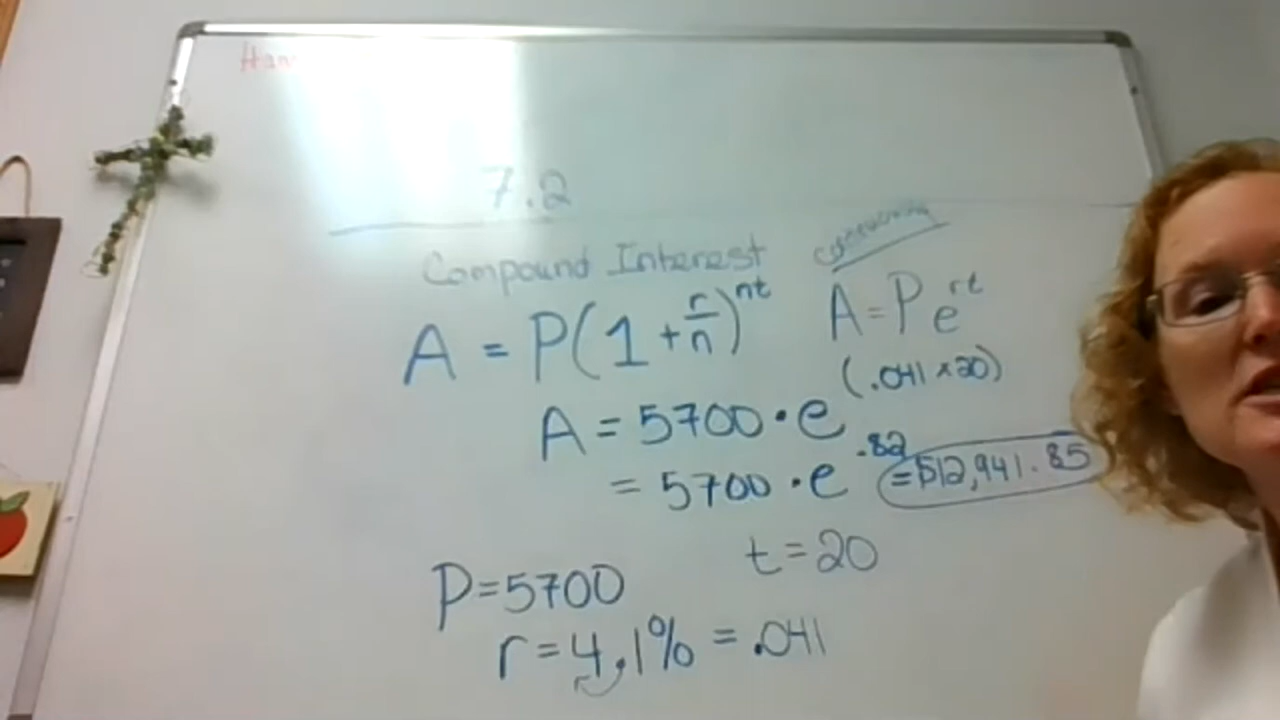 7.2
Compound Interest
A = P(1 + r/n)^nt
A = Pe^rt
A = 5700 · e^(.041 × 20)
= 5700 · e^.82 = $12,941.85
t = 20
P = 5700
r = 4.1% = .041